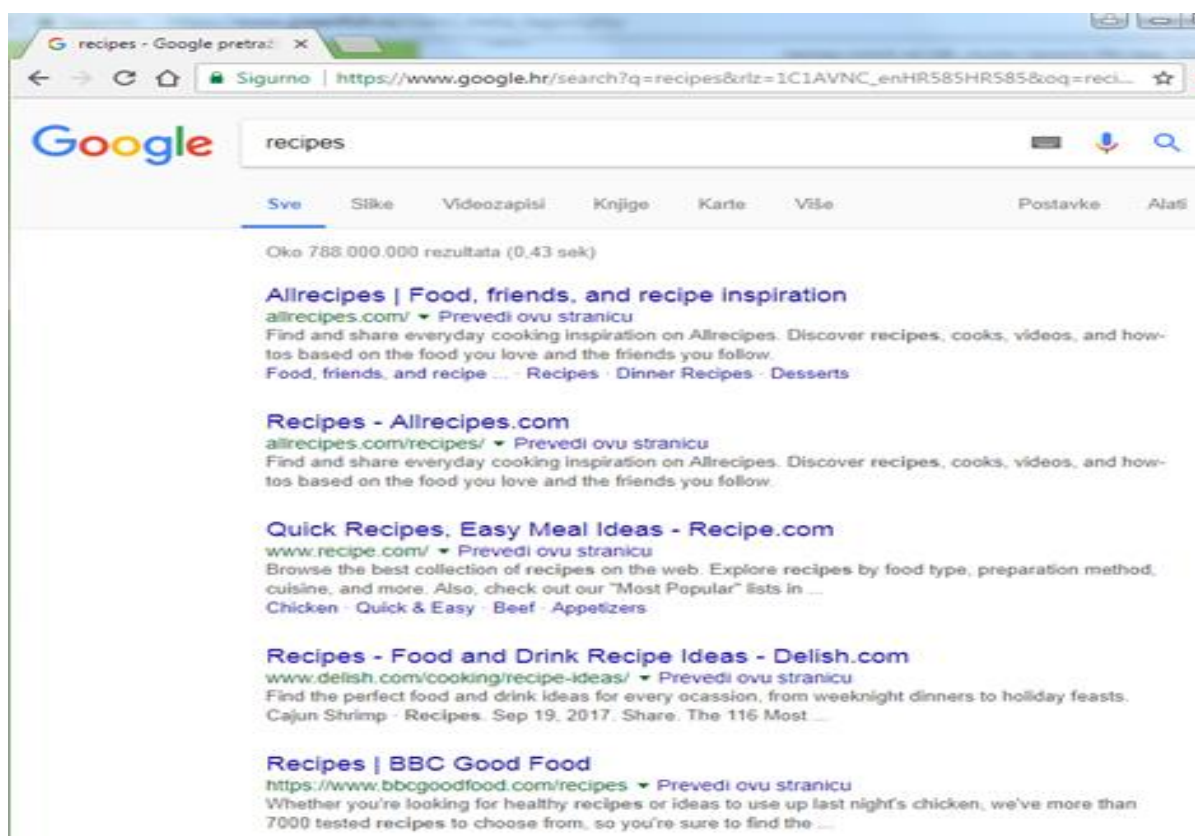 recipes - Google pretraž
Sigurno | https://www.google.hr/search?q=recipes&rlz=1C1AVNC_enHR585HR585&oq=reci...
Google
recipes
Sve Slike Videozapisi Knjige Karte Više Postavke Alati
Oko 788.000.000 rezultata (0,43 sek)
Allrecipes | Food, friends, and recipe inspiration
allrecipes.com/ Prevedi ovu stranicu
Find and share everyday cooking inspiration on Allrecipes. Discover recipes, cooks, videos, and how-
tos based on the food you love and the friends you follow.
Food, friends, and recipe ... · Recipes · Dinner Recipes · Desserts
Recipes - Allrecipes.com
allrecipes.com/recipes/ Prevedi ovu stranicu
Find and share everyday cooking inspiration on Allrecipes. Discover recipes, cooks, videos, and how-
tos based on the food you love and the friends you follow.
Quick Recipes, Easy Meal Ideas - Recipe.com
www.recipe.com/ Prevedi ovu stranicu
Browse the best collection of recipes on the web. Explore recipes by food type, preparation method,
cuisine, and more. Also, check out our "Most Popular" lists in ...
Chicken · Quick & Easy · Beef · Appetizers
Recipes - Food and Drink Recipe Ideas - Delish.com
www.delish.com/cooking/recipe-ideas/ Prevedi ovu stranicu
Find the perfect food and drink ideas for every ocassion, from weeknight dinners to holiday feasts.
Cajun Shrimp · Recipes. Sep 19, 2017. Share. The 116 Most ...
Recipes | BBC Good Food
https://www.bbcgoodfood.com/recipes Prevedi ovu stranicu
Whether you're looking for healthy recipes or ideas to use up last night's chicken, we've more than
7000 tested recipes to choose from, so you're sure to find the ...